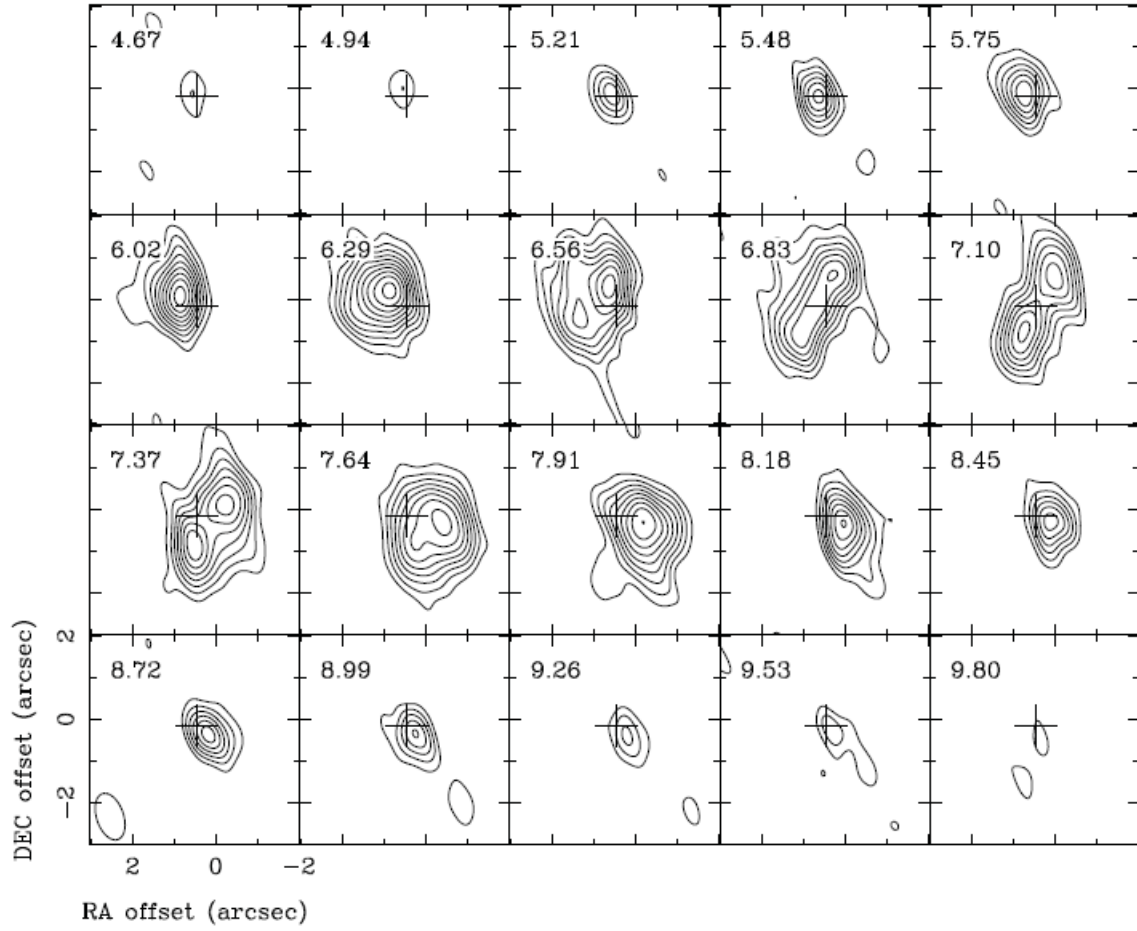 4.67 4.94 5.21 5.48 5.75
6.02 6.29 6.56 6.83 7.10
7.37 7.64 7.91 8.18 8.45
8.72 8.99 9.26 9.53 9.80
2
0
−2
DEC offset (arcsec)
2 0 −2
RA offset (arcsec)